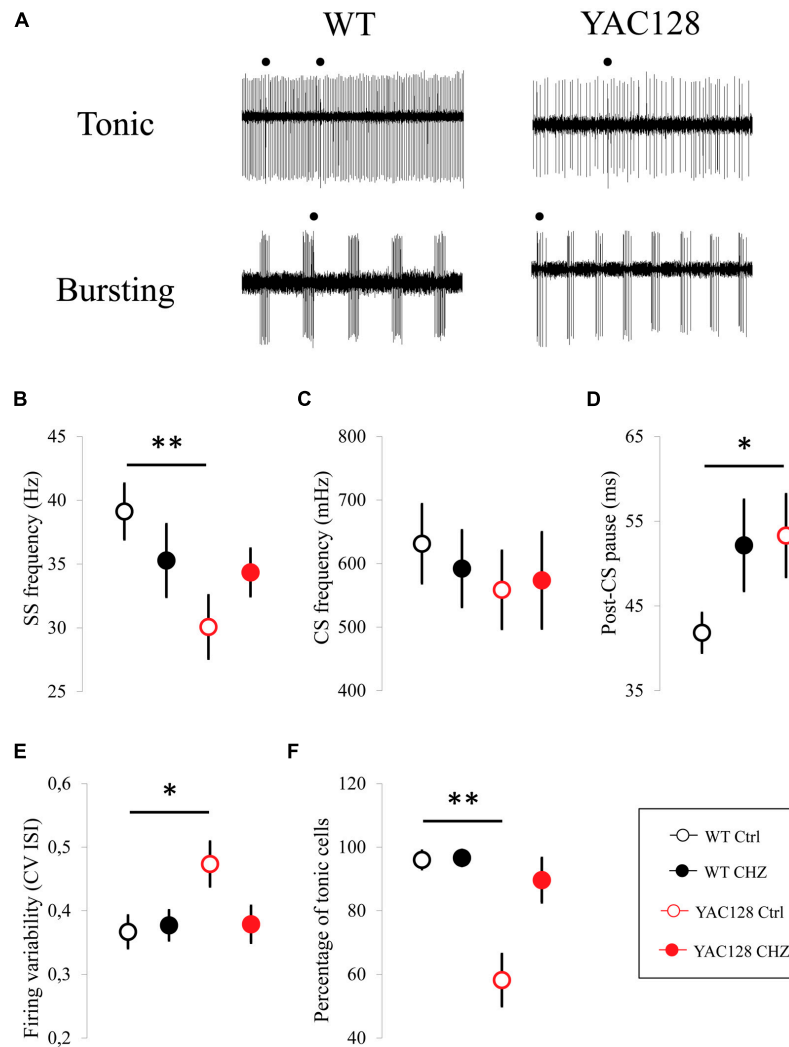 A
WT
YAC128
Tonic
Bursting
B
SS frequency (Hz)
45
40
35
30
25
**
C
CS frequency (mHz)
800
700
600
500
400
D
Post-CS pause (ms)
65
55
45
35
*
E
Firing variability (CV ISI)
0,6
0,5
0,4
0,3
0,2
*
F
Percentage of tonic cells
120
100
80
60
40
**
WT Ctrl
WT CHZ
YAC128 Ctrl
YAC128 CHZ